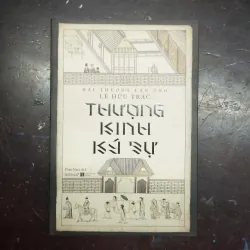 HẢI THƯỢNG LÃN ÔNG
LÊ HỮU TRÁC
THƯỢNG
KINH
KÝ SỰ